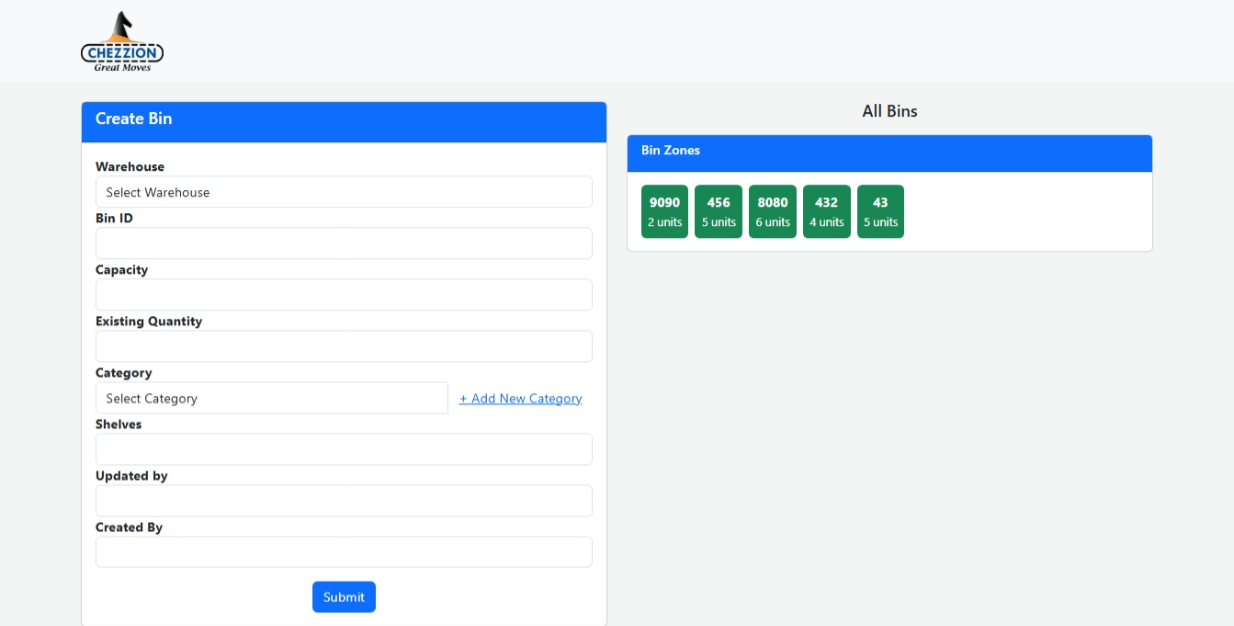 CHEZZION
Great Moves
Create Bin
Warehouse
Select Warehouse
Bin ID
Capacity
Existing Quantity
Category
Select Category
+ Add New Category
Shelves
Updated by
Created By
Submit
All Bins
Bin Zones
9090 456 8080 432 43
2 units 5 units 6 units 4 units 5 units